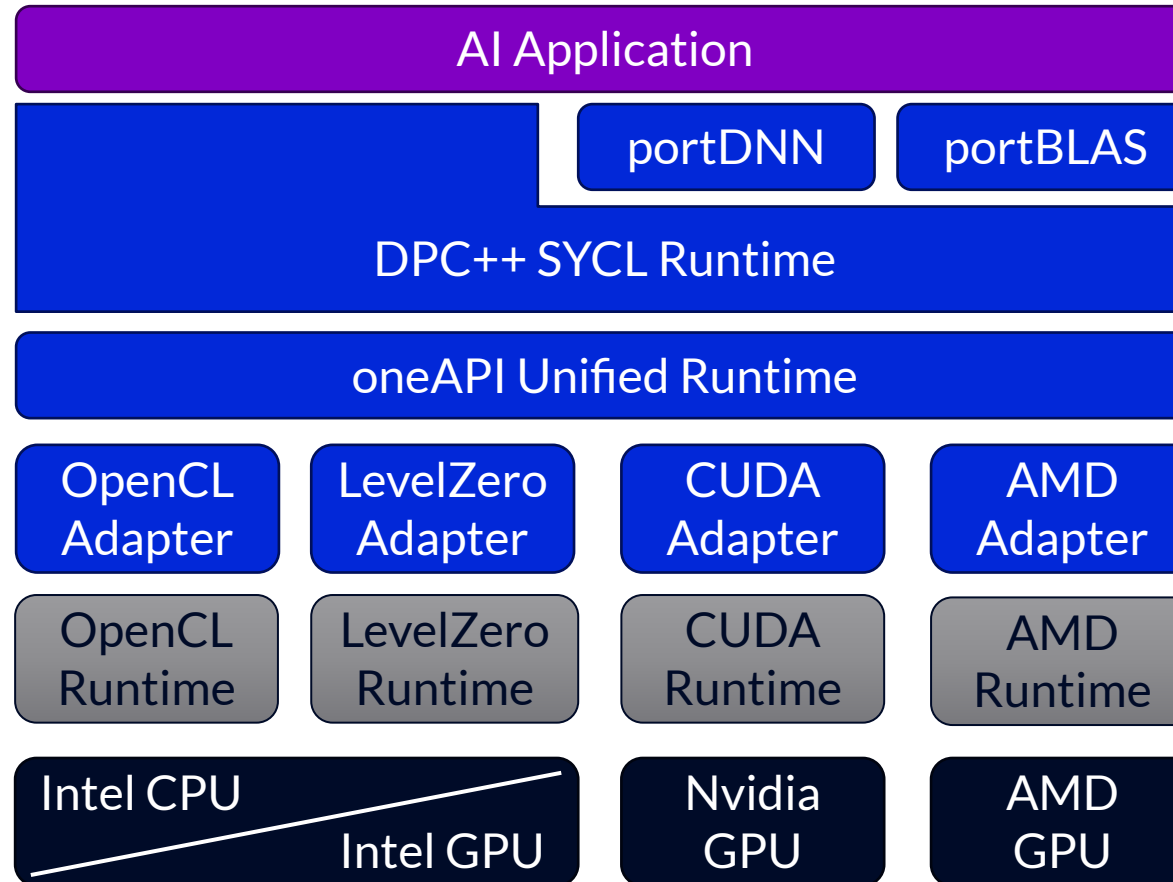 AI Application
portDNN
portBLAS
DPC++ SYCL Runtime
oneAPI Unified Runtime
OpenCL
Adapter
LevelZero
Adapter
CUDA
Adapter
AMD
Adapter
OpenCL
Runtime
LevelZero
Runtime
CUDA
Runtime
AMD
Runtime
Intel CPU
Intel GPU
Nvidia
GPU
AMD
GPU